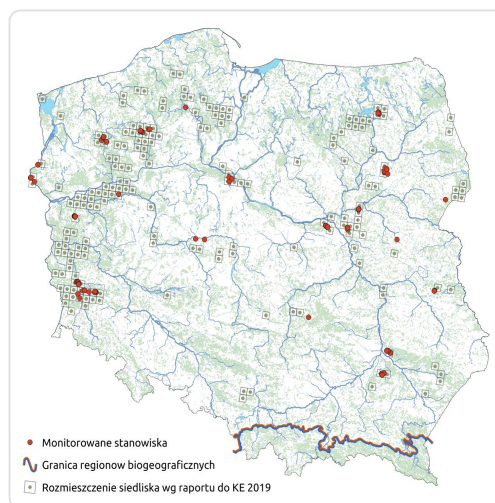 Monitorowane stanowiska
Granica regionow biogeograficznych
Rozmieszczenie siedliska wg raportu do KE 2019